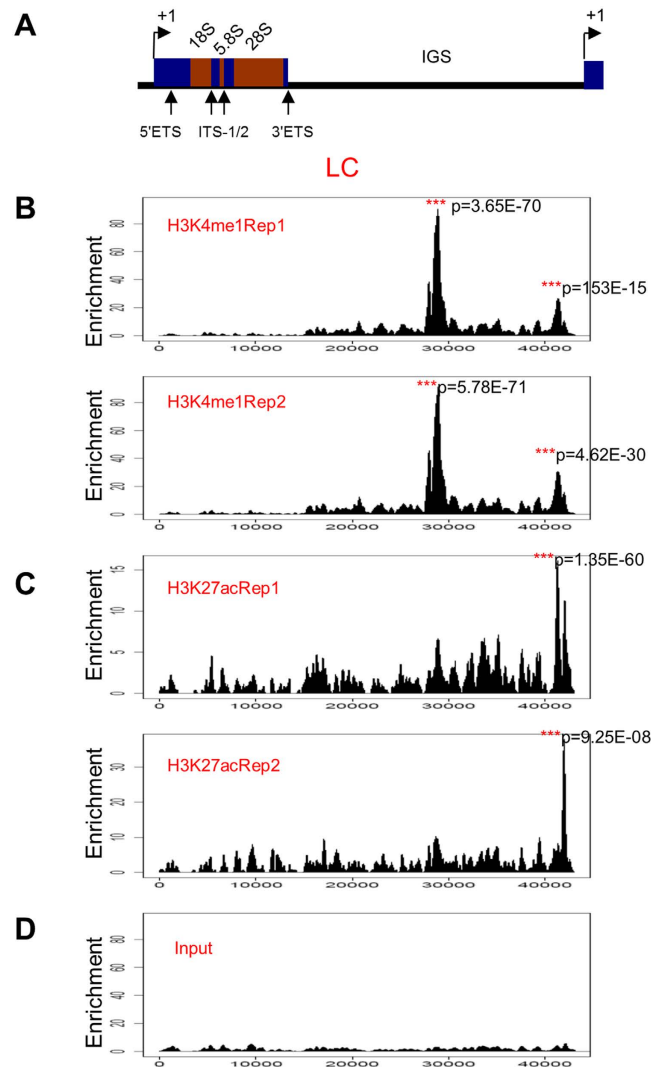 A
+1
18S
5.8S
28S
IGS
+1
5'ETS
ITS-1/2
3'ETS
LC
B
Enrichment
0 20 40 60 80
H3K4me1Rep1
*** p=3.65E-70
***p=153E-15
0 10000 20000 30000 40000
Enrichment
0 20 40 60 80
H3K4me1Rep2
***p=5.78E-71
***p=4.62E-30
0 10000 20000 30000 40000
C
Enrichment
0 5 10 15
H3K27acRep1
***p=1.35E-60
0 10000 20000 30000 40000
Enrichment
0 10 20 30
H3K27acRep2
***p=9.25E-08
0 10000 20000 30000 40000
D
Enrichment
0 20 40 60 80
Input
0 10000 20000 30000 40000